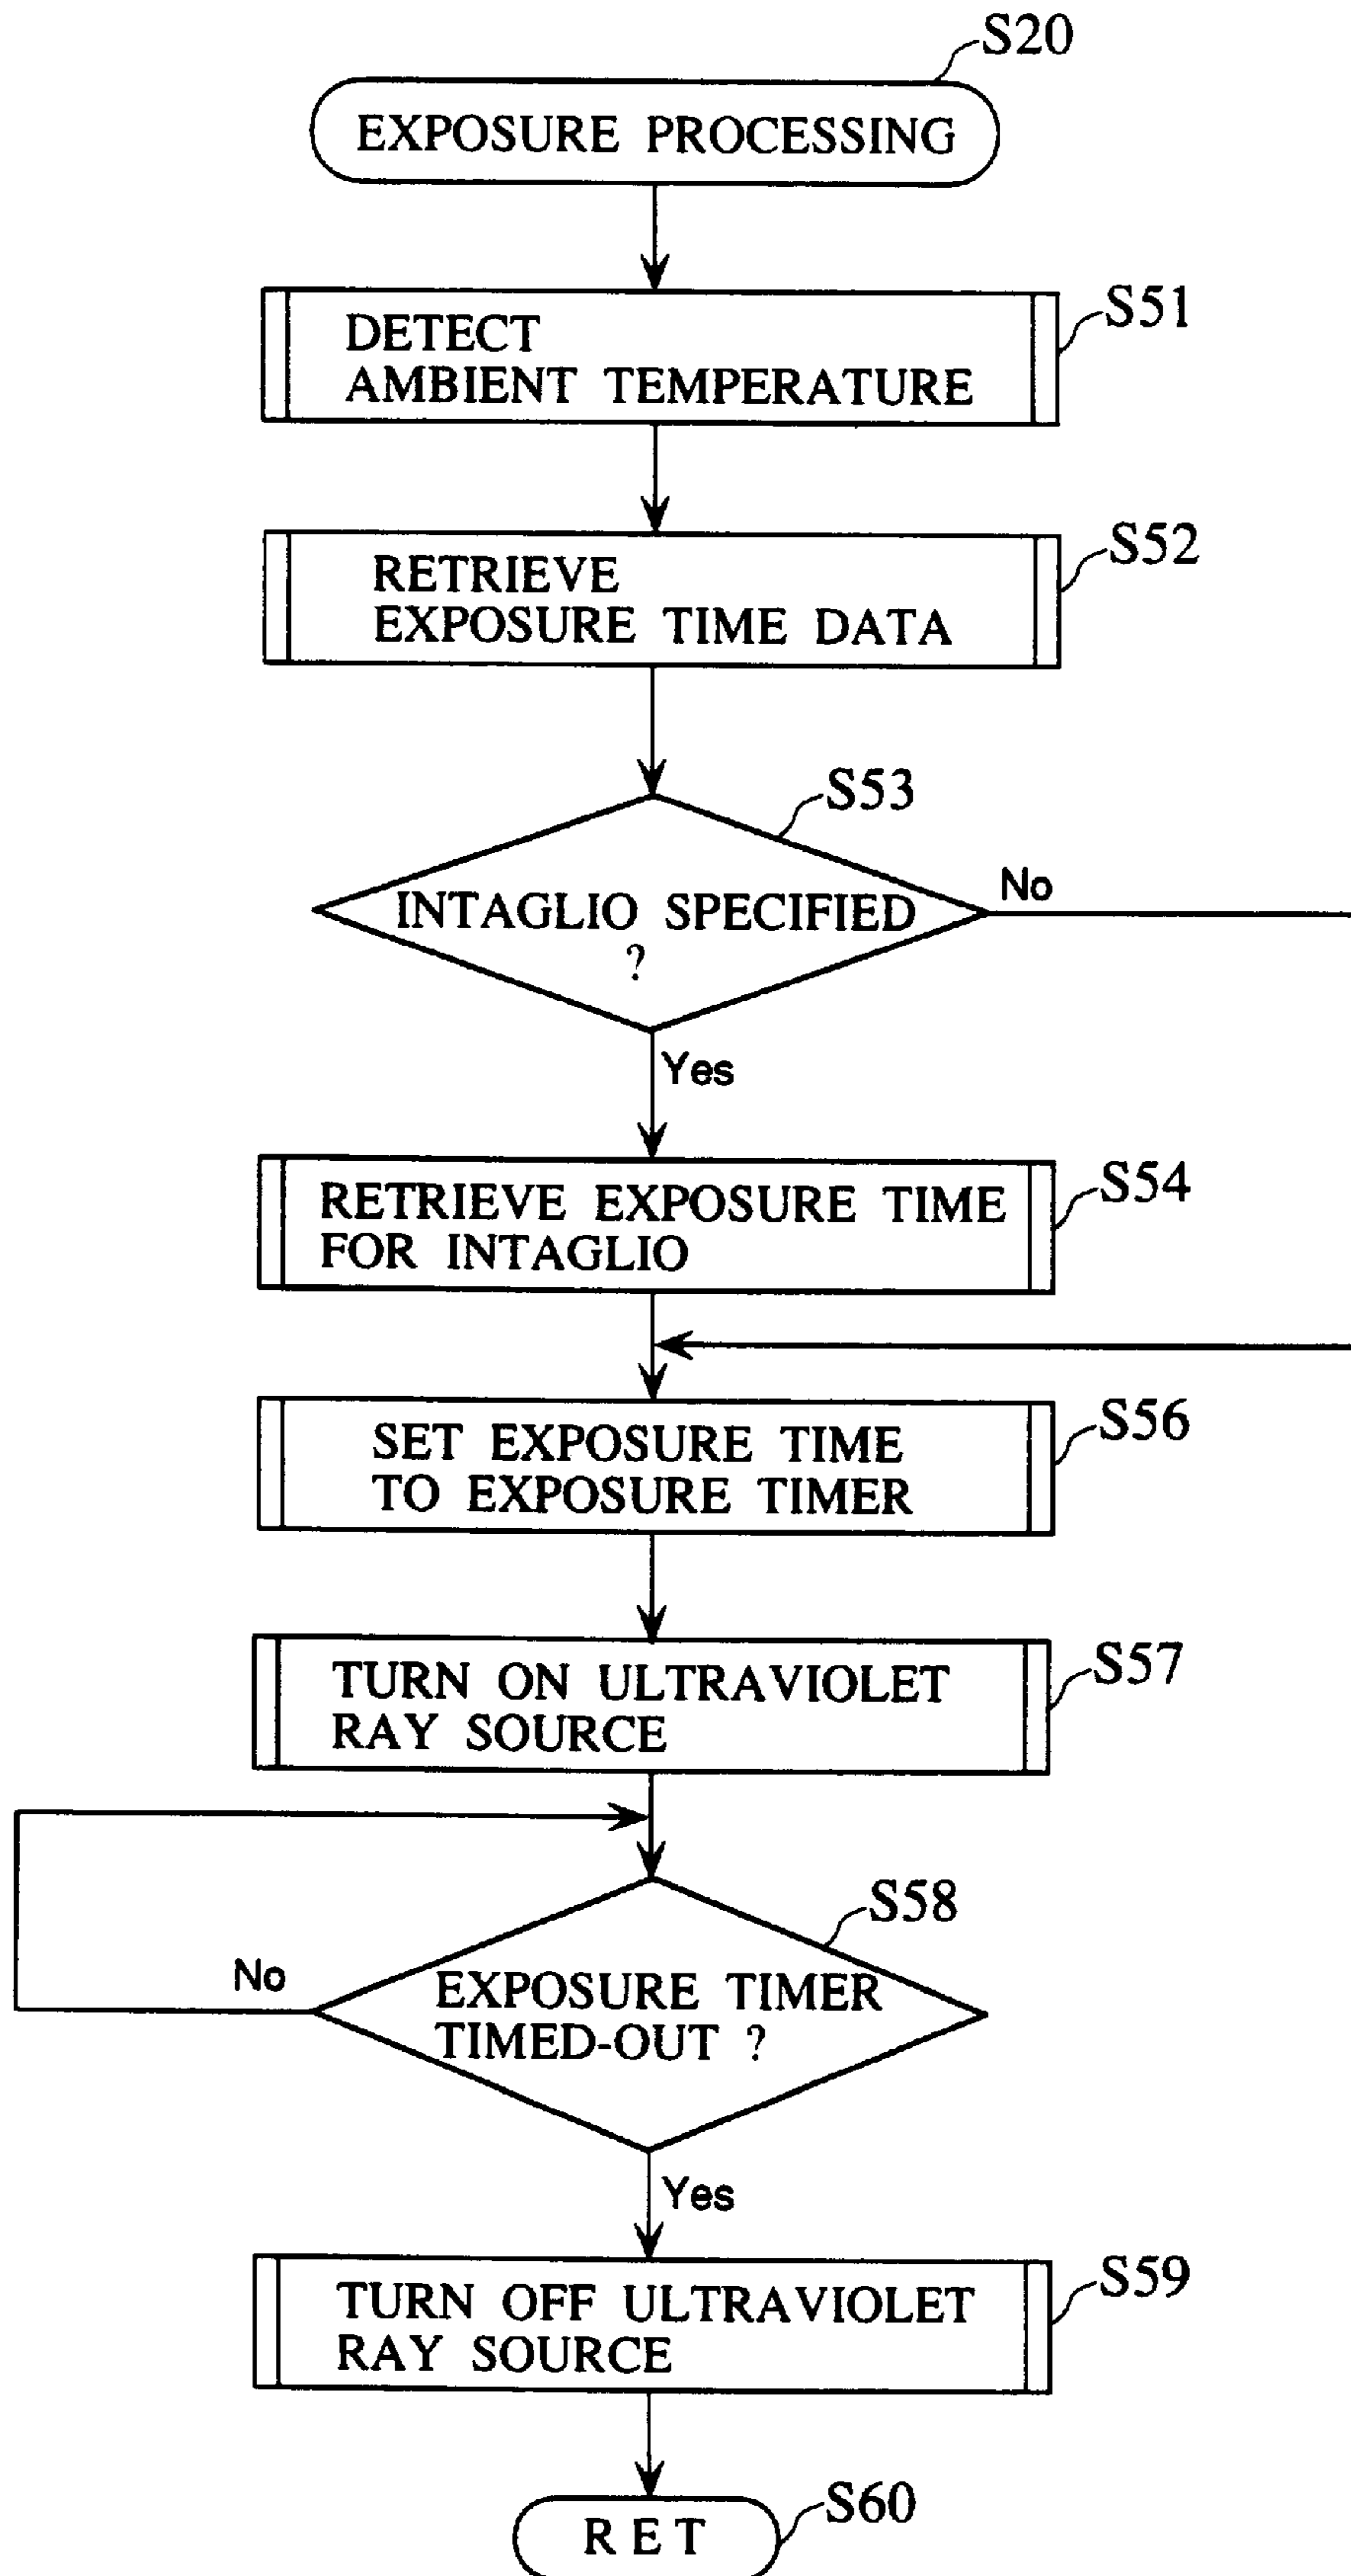 S20
EXPOSURE PROCESSING
S51
DETECT
AMBIENT TEMPERATURE
S52
RETRIEVE
EXPOSURE TIME DATA
S53
INTAGLIO SPECIFIED
?
No
Yes
S54
RETRIEVE EXPOSURE TIME
FOR INTAGLIO
S56
SET EXPOSURE TIME
TO EXPOSURE TIMER
S57
TURN ON ULTRAVIOLET
RAY SOURCE
S58
EXPOSURE TIMER
TIMED-OUT ?
No
Yes
S59
TURN OFF ULTRAVIOLET
RAY SOURCE
S60
RET